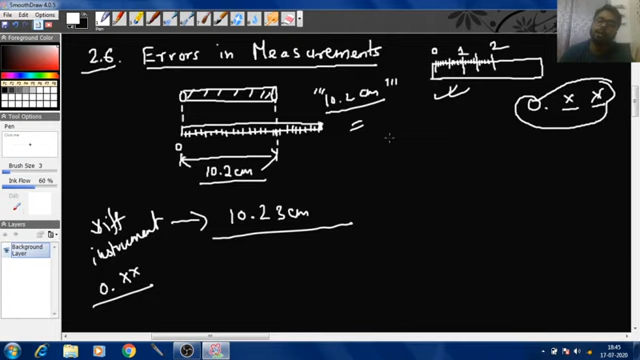 SmoothDraw 4.0.5
File Edit Image
Foreground Color
Tool Options
Pen
Brush Size 3
Ink Flow 60 %
Layers
Background
Layer
2.6 Errors in Measurements
0 1 2
"'10.2 cm"'
=
0. x x
0
10.2 cm
diff
instrument → 10.23 cm
0. xx
18:45
17-07-2020